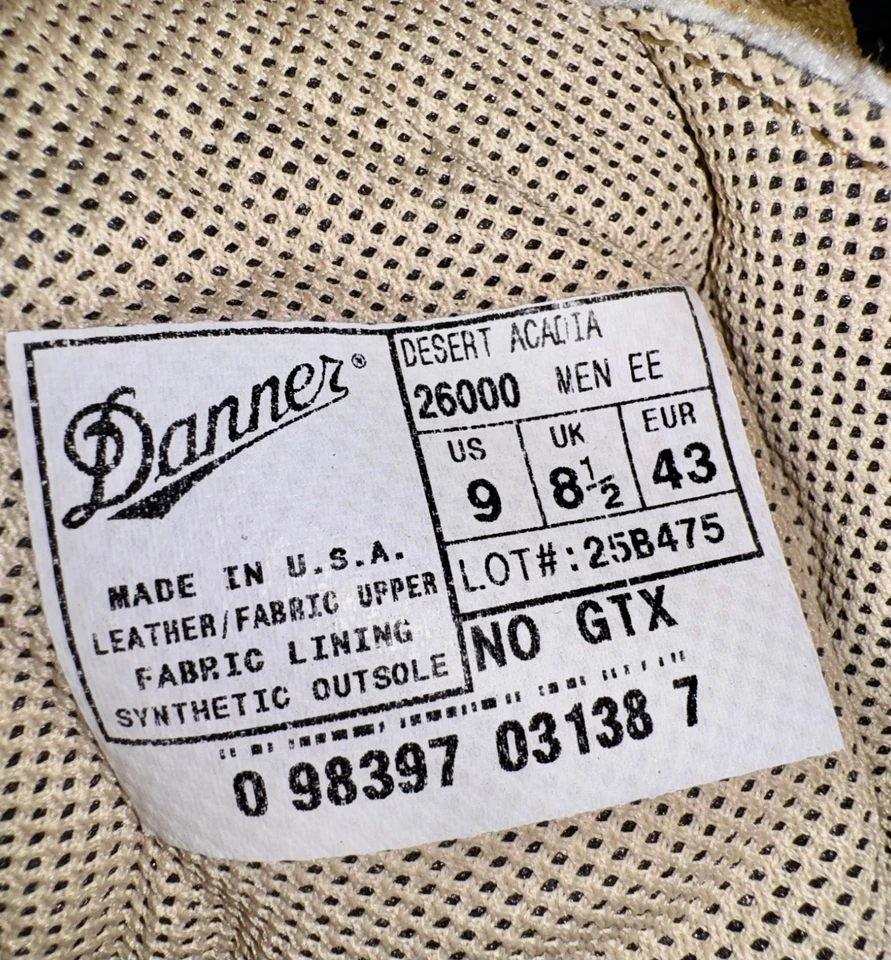 Danner®
MADE IN U.S.A.
LEATHER/FABRIC UPPER
FABRIC LINING
SYNTHETIC OUTSOLE
DESERT ACADIA
26000 MEN EE
US UK EUR
9 8½ 43
LOT#:25B475
NO GTX
0 98397 03138 7